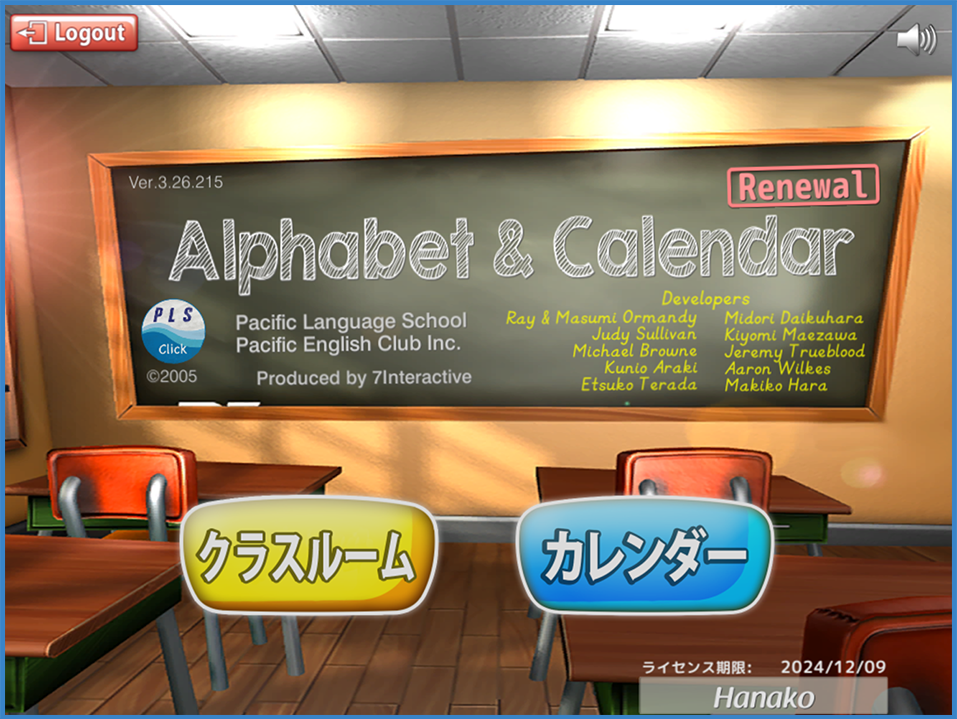 Logout
Ver.3.26.215
Renewal
Alphabet & Calendar
PLS
Click
©2005
Pacific Language School
Pacific English Club Inc.
Produced by 7Interactive
Developers
Ray & Masumi Ormandy
Judy Sullivan
Michael Browne
Kunio Araki
Etsuko Terada
Midori Daikuhara
Kiyomi Maezawa
Jeremy Trueblood
Aaron Wilkes
Makiko Hara
クラスルーム
カレンダー
ライセンス期限: 2024/12/09
Hanako